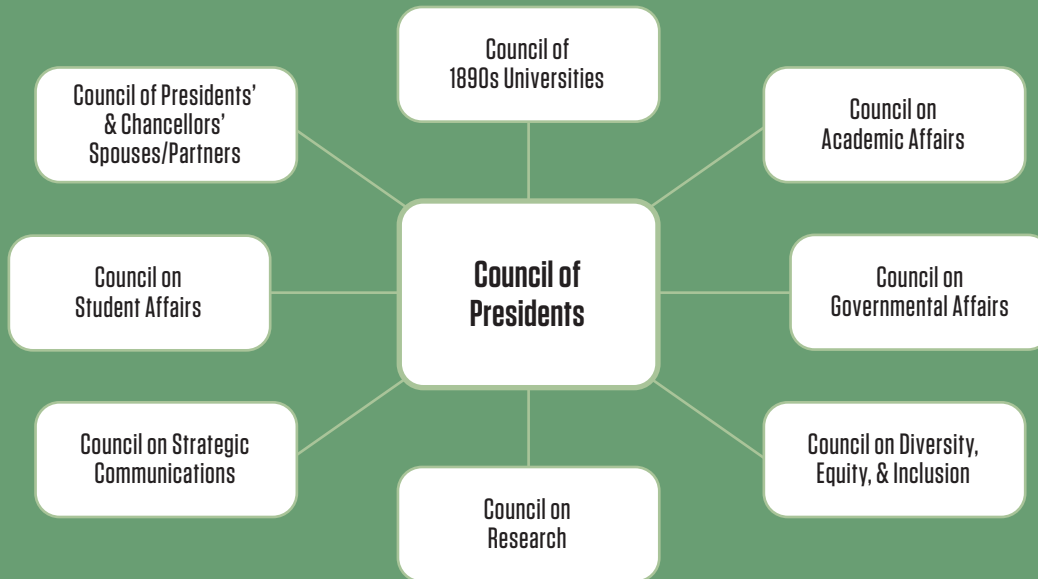 Council of
1890s Universities
Council of Presidents’
& Chancellors’
Spouses/Partners
Council on
Academic Affairs
Council of
Presidents
Council on
Student Affairs
Council on
Governmental Affairs
Council on Strategic
Communications
Council on Diversity,
Equity, & Inclusion
Council on
Research